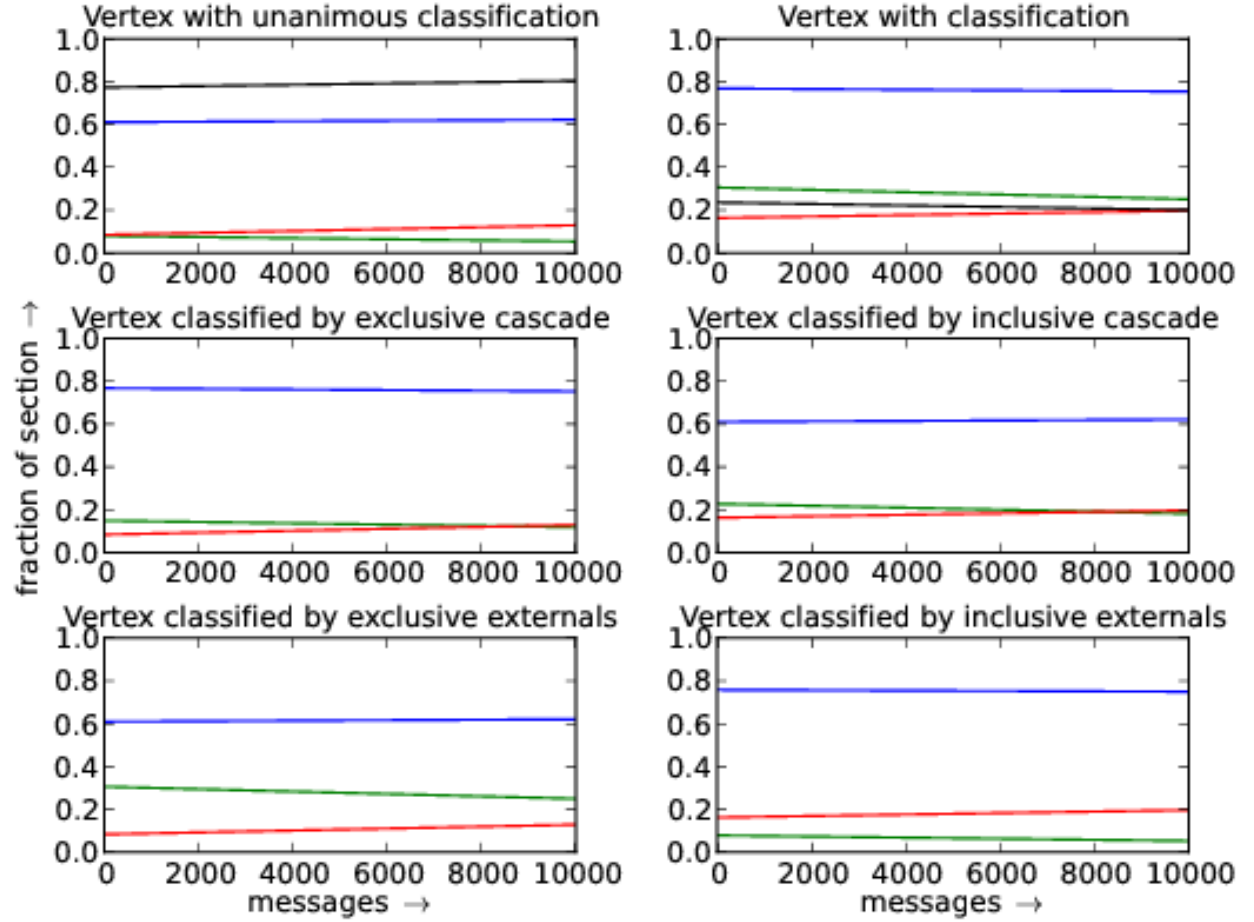 Vertex with unanimous classification
1.0
0.8
0.6
0.4
0.2
0.0
0 2000 4000 6000 8000 10000
Vertex with classification
1.0
0.8
0.6
0.4
0.2
0.0
0 2000 4000 6000 8000 10000
fraction of section →
Vertex classified by exclusive cascade
1.0
0.8
0.6
0.4
0.2
0.0
0 2000 4000 6000 8000 10000
Vertex classified by inclusive cascade
1.0
0.8
0.6
0.4
0.2
0.0
0 2000 4000 6000 8000 10000
Vertex classified by exclusive externals
1.0
0.8
0.6
0.4
0.2
0.0
0 2000 4000 6000 8000 10000
messages →
Vertex classified by inclusive externals
1.0
0.8
0.6
0.4
0.2
0.0
0 2000 4000 6000 8000 10000
messages →